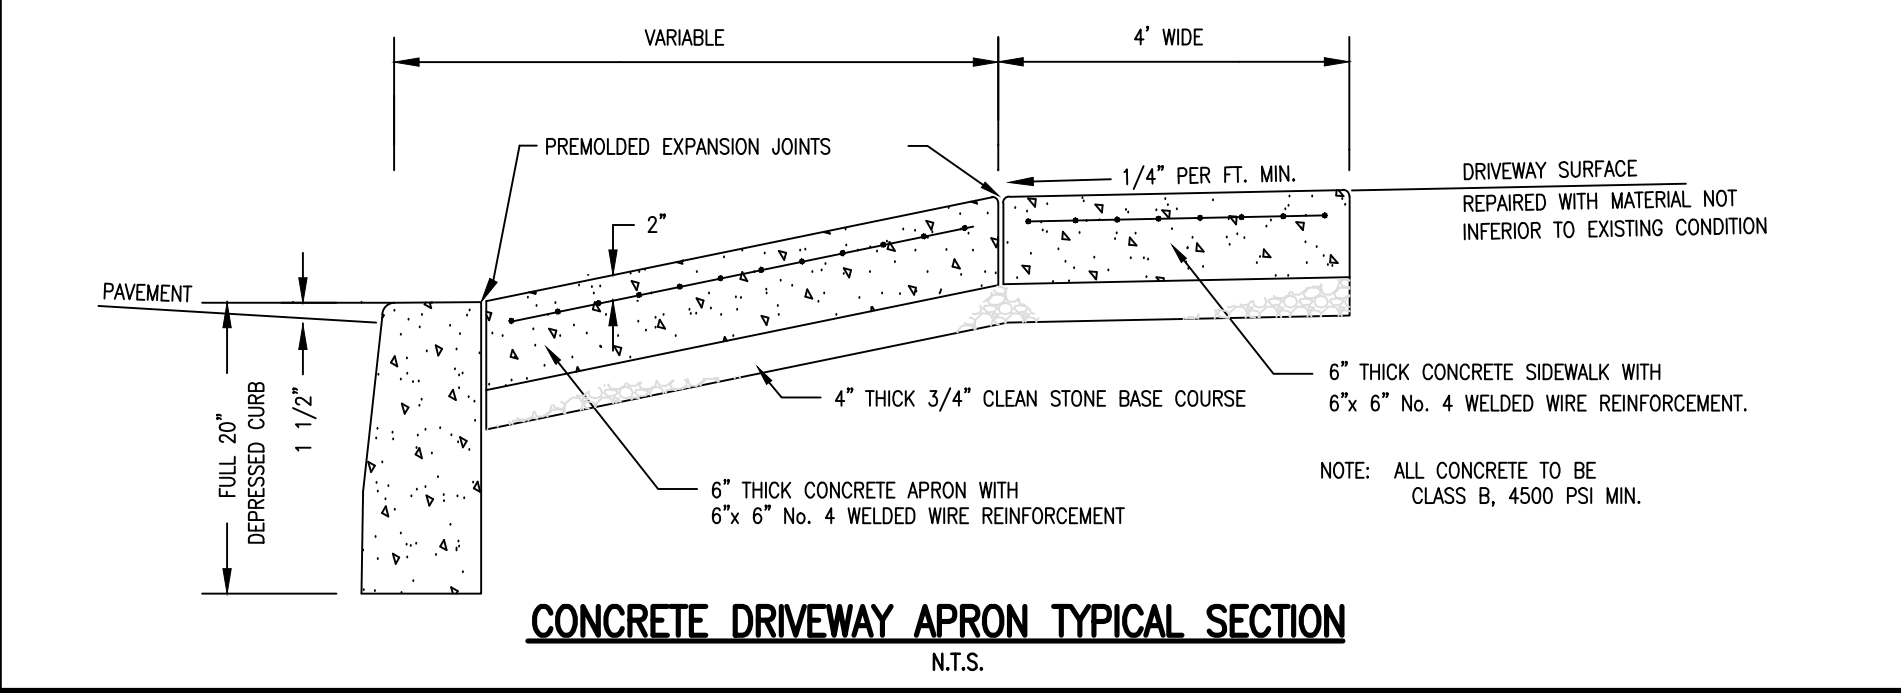 VARIABLE
4' WIDE
PREMOLDED EXPANSION JOINTS
1/4" PER FT. MIN.
DRIVEWAY SURFACE
REPAIRED WITH MATERIAL NOT
INFERIOR TO EXISTING CONDITION
2"
PAVEMENT
FULL 20"
DEPRESSED CURB
1 1/2"
4" THICK 3/4" CLEAN STONE BASE COURSE
6" THICK CONCRETE SIDEWALK WITH
6"x 6" No. 4 WELDED WIRE REINFORCEMENT.
6" THICK CONCRETE APRON WITH
6"x 6" No. 4 WELDED WIRE REINFORCEMENT
NOTE: ALL CONCRETE TO BE
CLASS B, 4500 PSI MIN.
CONCRETE DRIVEWAY APRON TYPICAL SECTION
N.T.S.